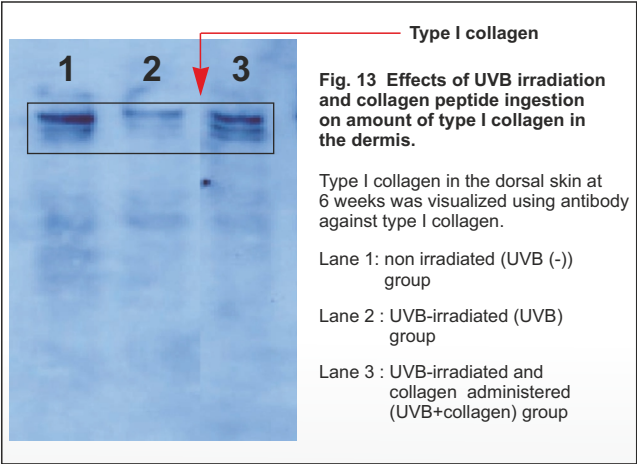 Type I collagen
1 2 3
Fig. 13 Effects of UVB irradiation
and collagen peptide ingestion
on amount of type I collagen in
the dermis.
Type I collagen in the dorsal skin at
6 weeks was visualized using antibody
against type I collagen.
Lane 1: non irradiated (UVB (-))
group
Lane 2 : UVB-irradiated (UVB)
group
Lane 3 : UVB-irradiated and
collagen administered
(UVB+collagen) group